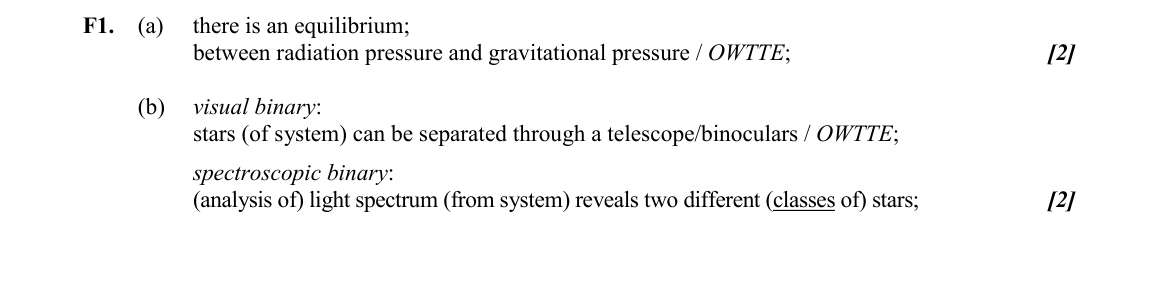 F1. (a) there is an equilibrium;
between radiation pressure and gravitational pressure / OWTTE; [2]
(b) visual binary:
stars (of system) can be separated through a telescope/binoculars / OWTTE;
spectroscopic binary:
(analysis of) light spectrum (from system) reveals two different (classes of) stars; [2]